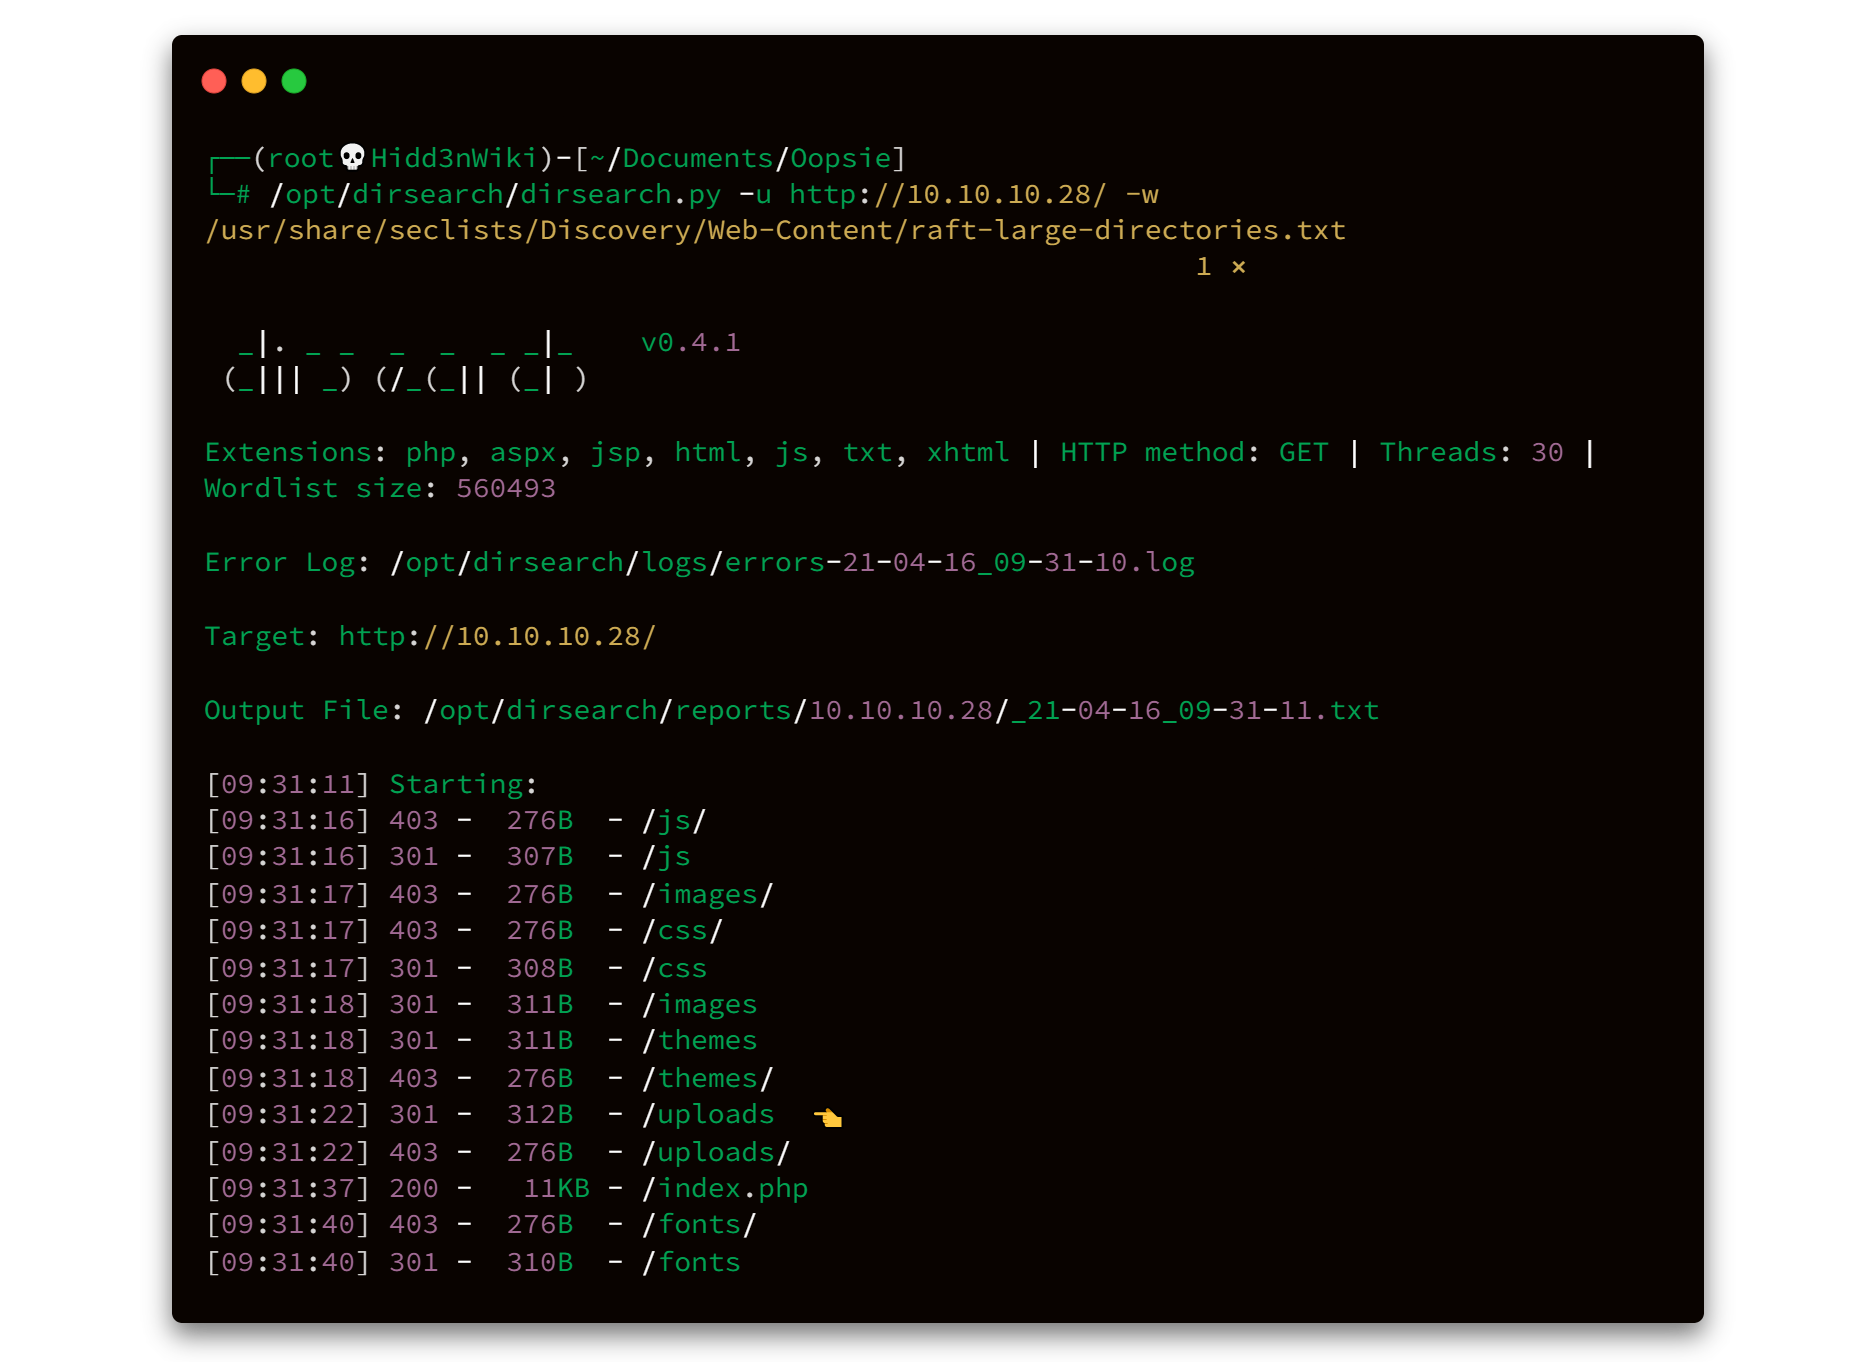 ┌──(root💀Hidd3nWiki)-[~/Documents/Oopsie]
└─# /opt/dirsearch/dirsearch.py -u http://10.10.10.28/ -w
/usr/share/seclists/Discovery/Web-Content/raft-large-directories.txt
1 ⨯
_|. _ _  _  _  _ _|_    v0.4.1
(_||| _) (/_(_|| (_| )
Extensions: php, aspx, jsp, html, js, txt, xhtml | HTTP method: GET | Threads: 30 |
Wordlist size: 560493
Error Log: /opt/dirsearch/logs/errors-21-04-16_09-31-10.log
Target: http://10.10.10.28/
Output File: /opt/dirsearch/reports/10.10.10.28/_21-04-16_09-31-11.txt
[09:31:11] Starting:
[09:31:16] 403 -  276B  - /js/
[09:31:16] 301 -  307B  - /js
[09:31:17] 403 -  276B  - /images/
[09:31:17] 403 -  276B  - /css/
[09:31:17] 301 -  308B  - /css
[09:31:18] 301 -  311B  - /images
[09:31:18] 301 -  311B  - /themes
[09:31:18] 403 -  276B  - /themes/
[09:31:22] 301 -  312B  - /uploads  👈
[09:31:22] 403 -  276B  - /uploads/
[09:31:37] 200 -   11KB - /index.php
[09:31:40] 403 -  276B  - /fonts/
[09:31:40] 301 -  310B  - /fonts